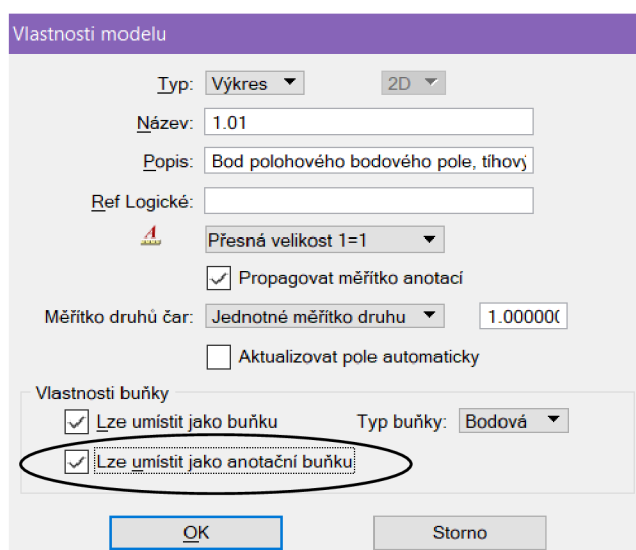 Vlastnosti modelu
Typ: Výkres 2D
Název: 1.01
Popis: Bod polohového bodového pole, tíhový
Ref Logické:
Přesná velikost 1=1
Propagovat měřítko anotací
Měřítko druhů čar: Jednotné měřítko druhu 1.000000
Aktualizovat pole automaticky
Vlastnosti buňky
Lze umístit jako buňku Typ buňky: Bodová
Lze umístit jako anotační buňku
OK Storno